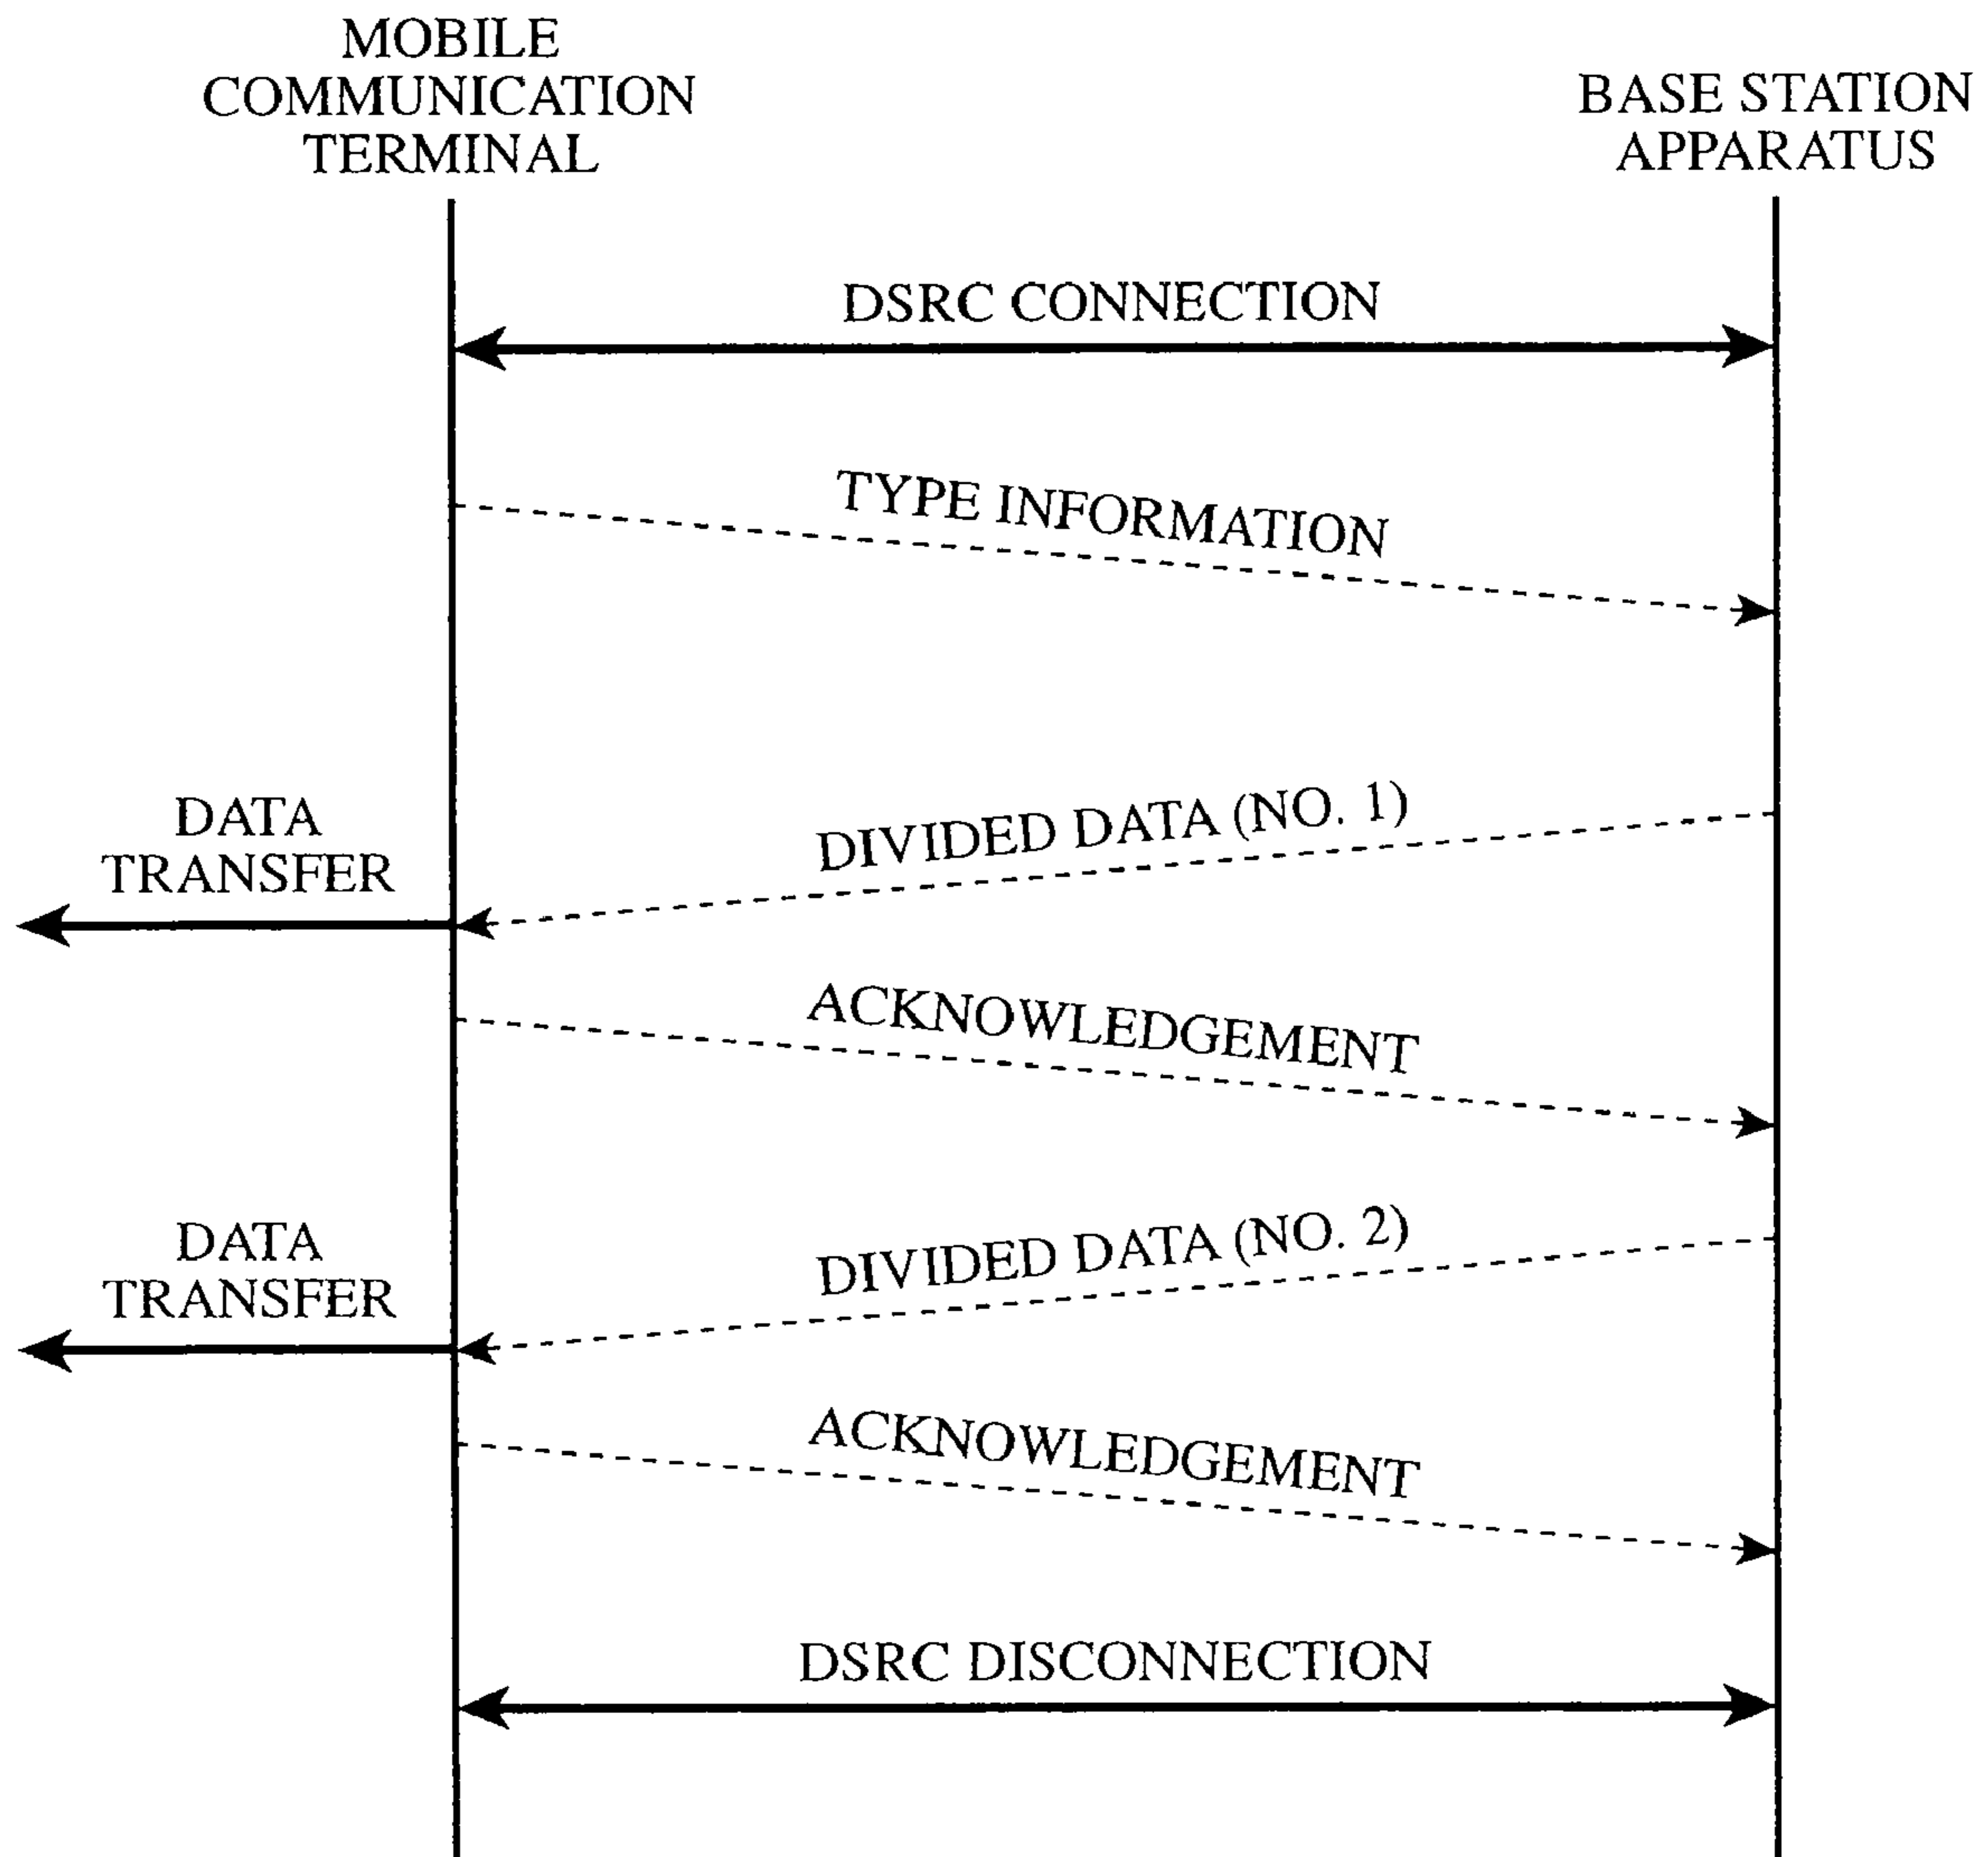 MOBILE
COMMUNICATION
TERMINAL
BASE STATION
APPARATUS
DSRC CONNECTION
TYPE INFORMATION
DIVIDED DATA (NO. 1)
DATA
TRANSFER
ACKNOWLEDGEMENT
DIVIDED DATA (NO. 2)
DATA
TRANSFER
ACKNOWLEDGEMENT
DSRC DISCONNECTION